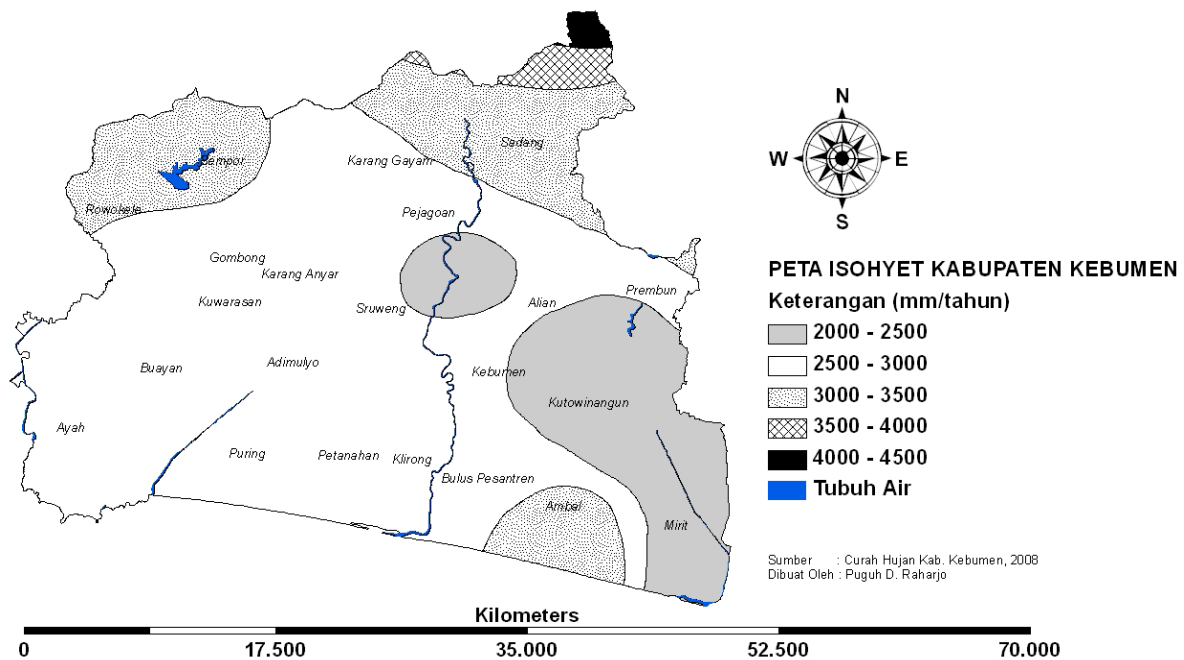 N
W E
S
PETA ISOHYET KABUPATEN KEBUMEN
Keterangan (mm/tahun)
2000 - 2500
2500 - 3000
3000 - 3500
3500 - 4000
4000 - 4500
Tubuh Air
Sumber : Curah Hujan Kab. Kebumen, 2008
Dibuat Oleh : Puguh D. Raharjo
Sadang
Karang Gayam
Rowokele
Pejagoan
Gombong
Karang Anyar
Kuwarasan
Sruweng
Alian
Prembun
Buayan
Adimulyo
Kebumen
Kutowinangun
Ayah
Puring
Petanahan
Klirong
Bulus Pesantren
Ambal
Mirit
Kilometers
0 17.500 35.000 52.500 70.000